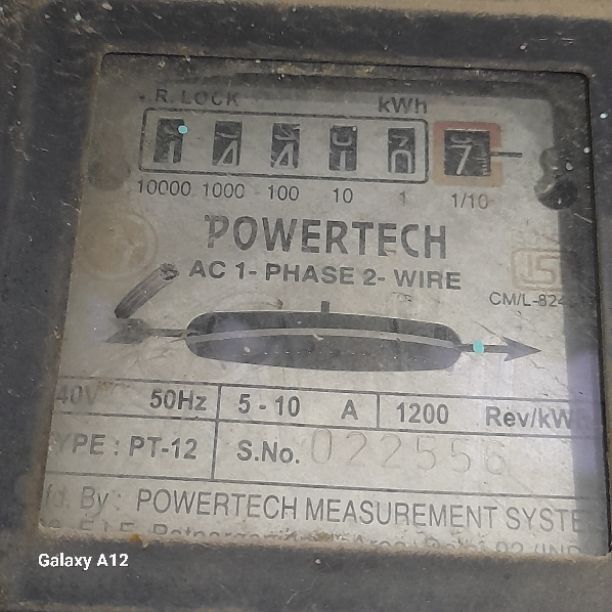 R. LOCK kWh
1 4 4 1 0 7
10000 1000 100 10 1 1/10
POWERTECH
AC 1- PHASE 2- WIRE
CM/L-824
40V 50Hz 5 - 10 A 1200 Rev/kW
YPE : PT-12 S.No. 022556
d. By : POWERTECH MEASUREMENT SYSTE
Galaxy A12